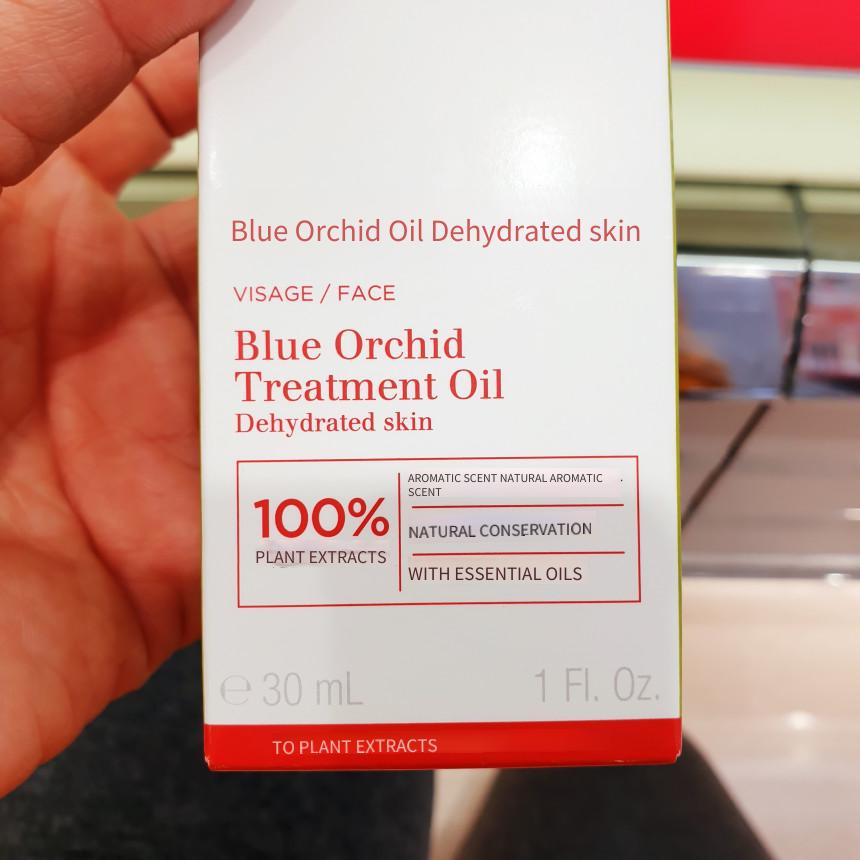 Blue Orchid Oil Dehydrated skin
VISAGE / FACE
Blue Orchid
Treatment Oil
Dehydrated skin
100%
PLANT EXTRACTS
AROMATIC SCENT NATURAL AROMATIC
SCENT
NATURAL CONSERVATION
WITH ESSENTIAL OILS
℮ 30 mL
1 Fl. Oz.
TO PLANT EXTRACTS